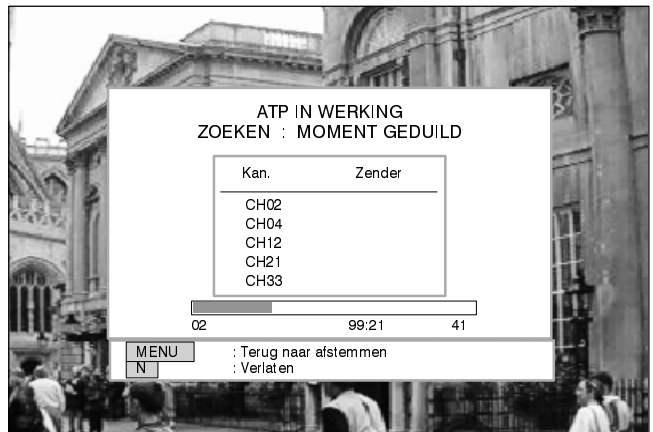 ATP IN WERKING
ZOEKEN : MOMENT GEDUILD
Kan. Zender
CH02
CH04
CH12
CH21
CH33
02 99:21 41
MENU : Terug naar afstemmen
N : Verlaten